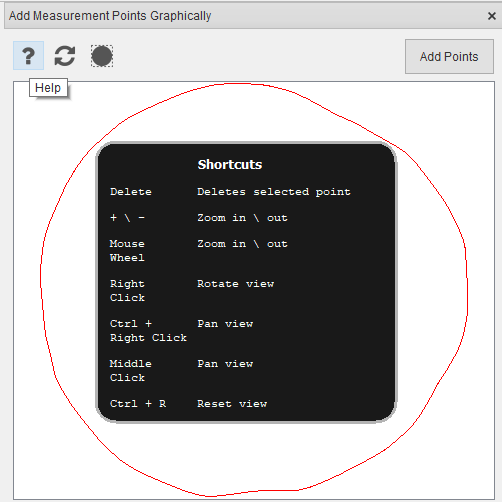 Add Measurement Points Graphically
?
Add Points
Help
Shortcuts
Delete Deletes selected point
+ \ - Zoom in \ out
Mouse Zoom in \ out
Wheel
Right Rotate view
Click
Ctrl + Pan view
Right Click
Middle Pan view
Click
Ctrl + R Reset view